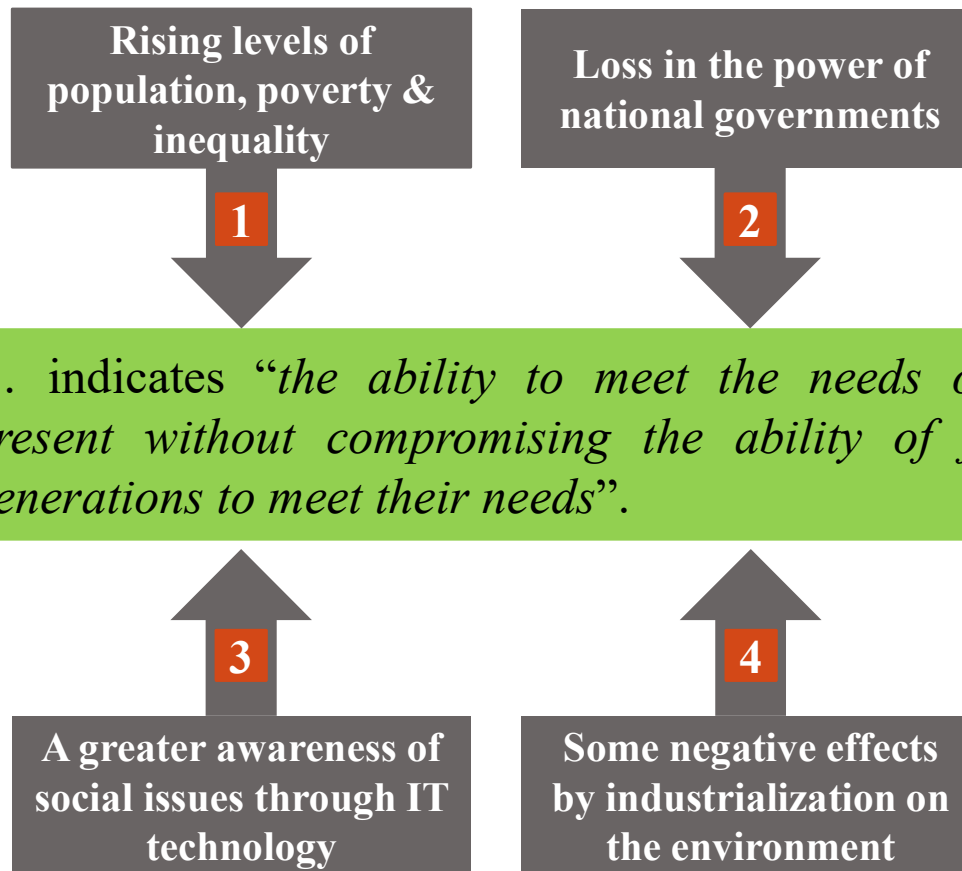 Rising levels of
population, poverty &
inequality
Loss in the power of
national governments
1
2
. indicates “the ability to meet the needs
without compromising the ability of
to meet their needs”.
3
4
A greater awareness of
social issues through IT
technology
Some negative effects
by industrialization on
the environment